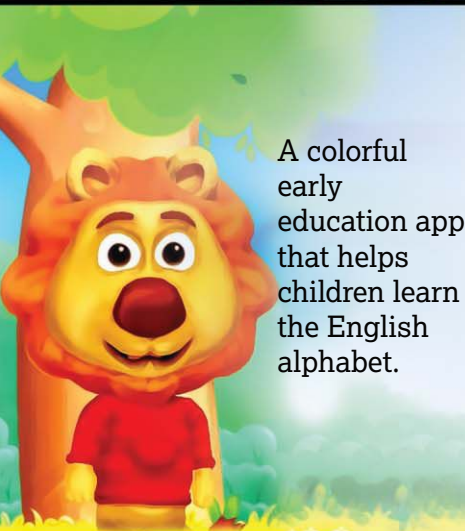 A colorful
early
education app
that helps
children learn
the English
alphabet.